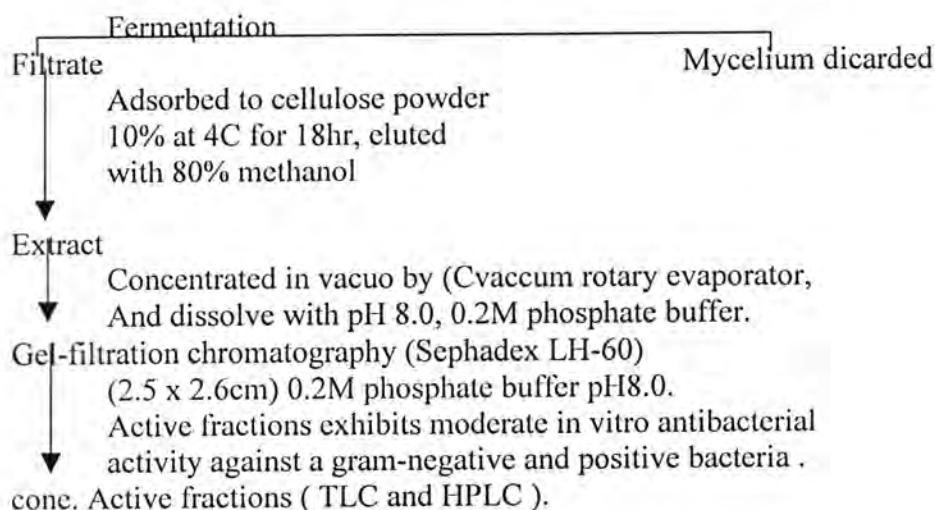 Fermentation
Filtrate Mycelium dicarded
Adsorbed to cellulose powder
10% at 4C for 18hr, eluted
with 80% methanol
Extract
Concentrated in vacuo by (Cvaccum rotary evaporator,
And dissolve with pH 8.0, 0.2M phosphate buffer.
Gel-filtration chromatography (Sephadex LH-60)
(2.5 x 2.6cm) 0.2M phosphate buffer pH8.0.
Active fractions exhibits moderate in vitro antibacterial
activity against a gram-negative and positive bacteria .
conc. Active fractions ( TLC and HPLC ).